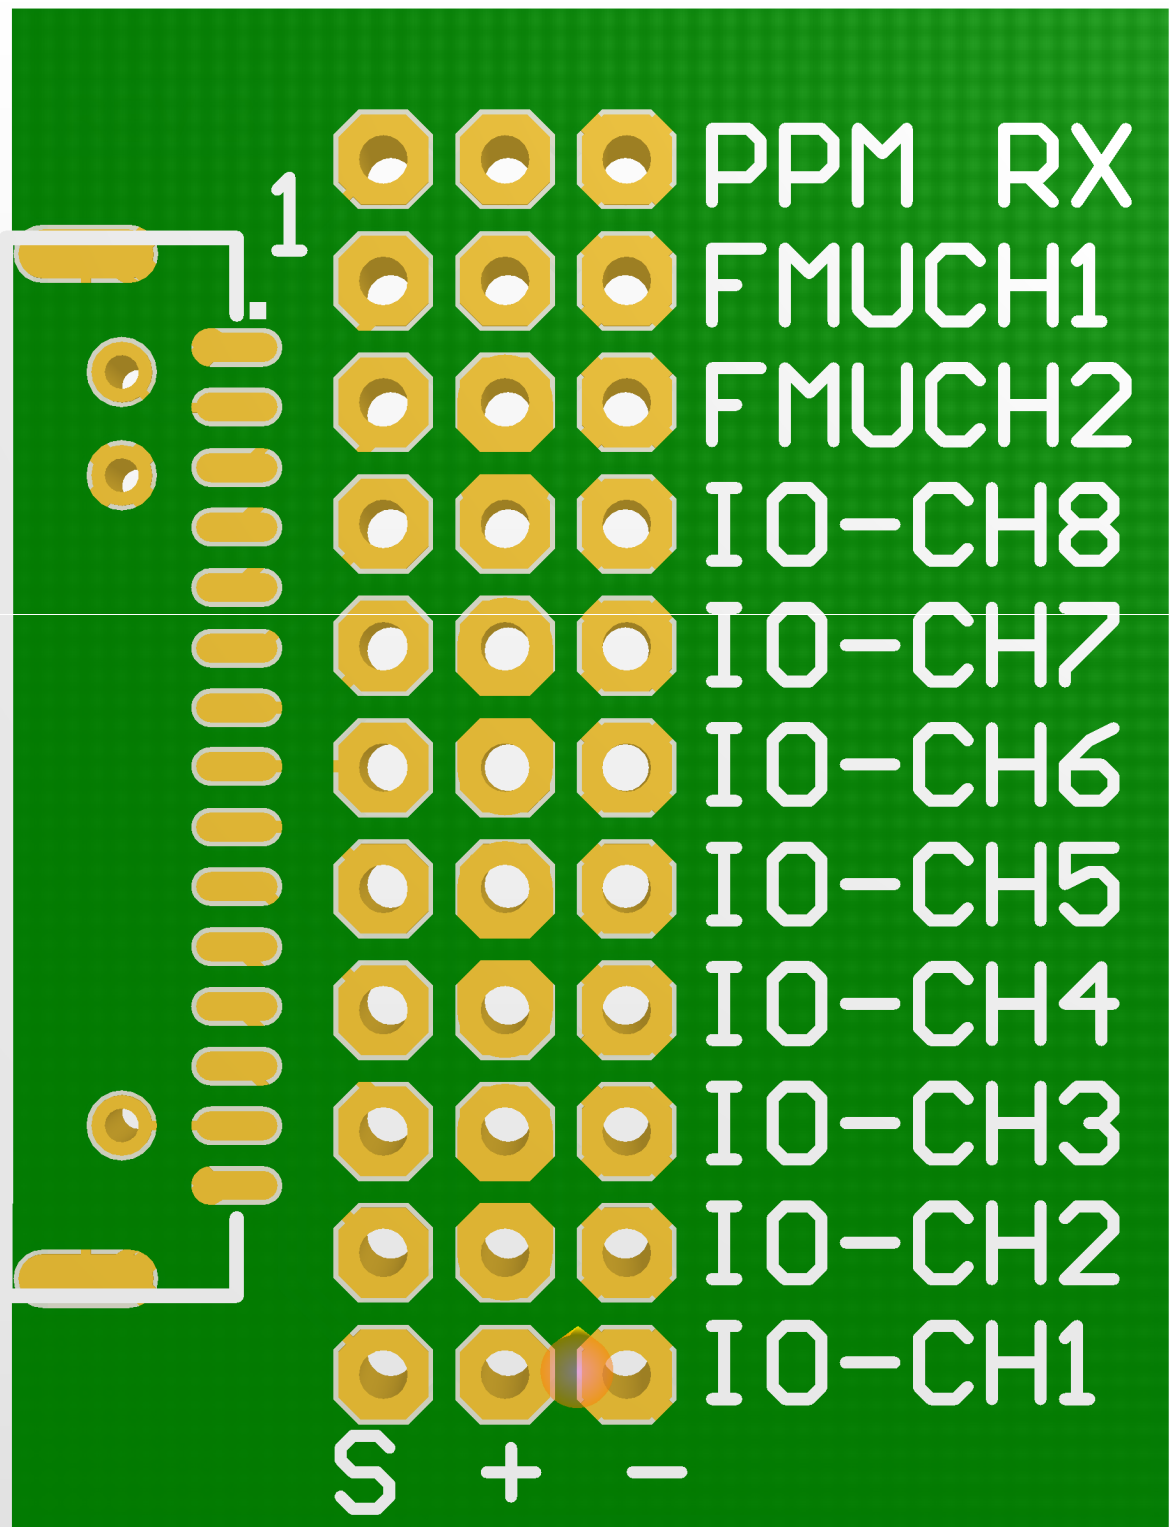 1
PPM RX
FMUCH1
FMUCH2
IO-CH8
IO-CH7
IO-CH6
IO-CH5
IO-CH4
IO-CH3
IO-CH2
IO-CH1
S + -